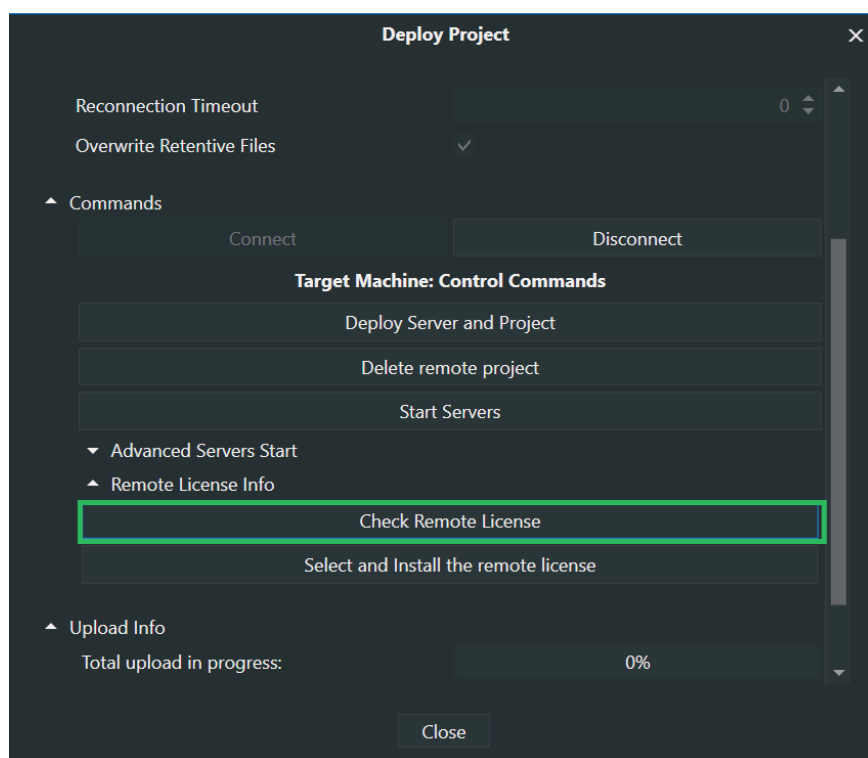 Deploy Project
Reconnection Timeout 0
Overwrite Retentive Files
Commands
Connect Disconnect
Target Machine: Control Commands
Deploy Server and Project
Delete remote project
Start Servers
Advanced Servers Start
Remote License Info
Check Remote License
Select and Install the remote license
Upload Info
Total upload in progress: 0%
Close